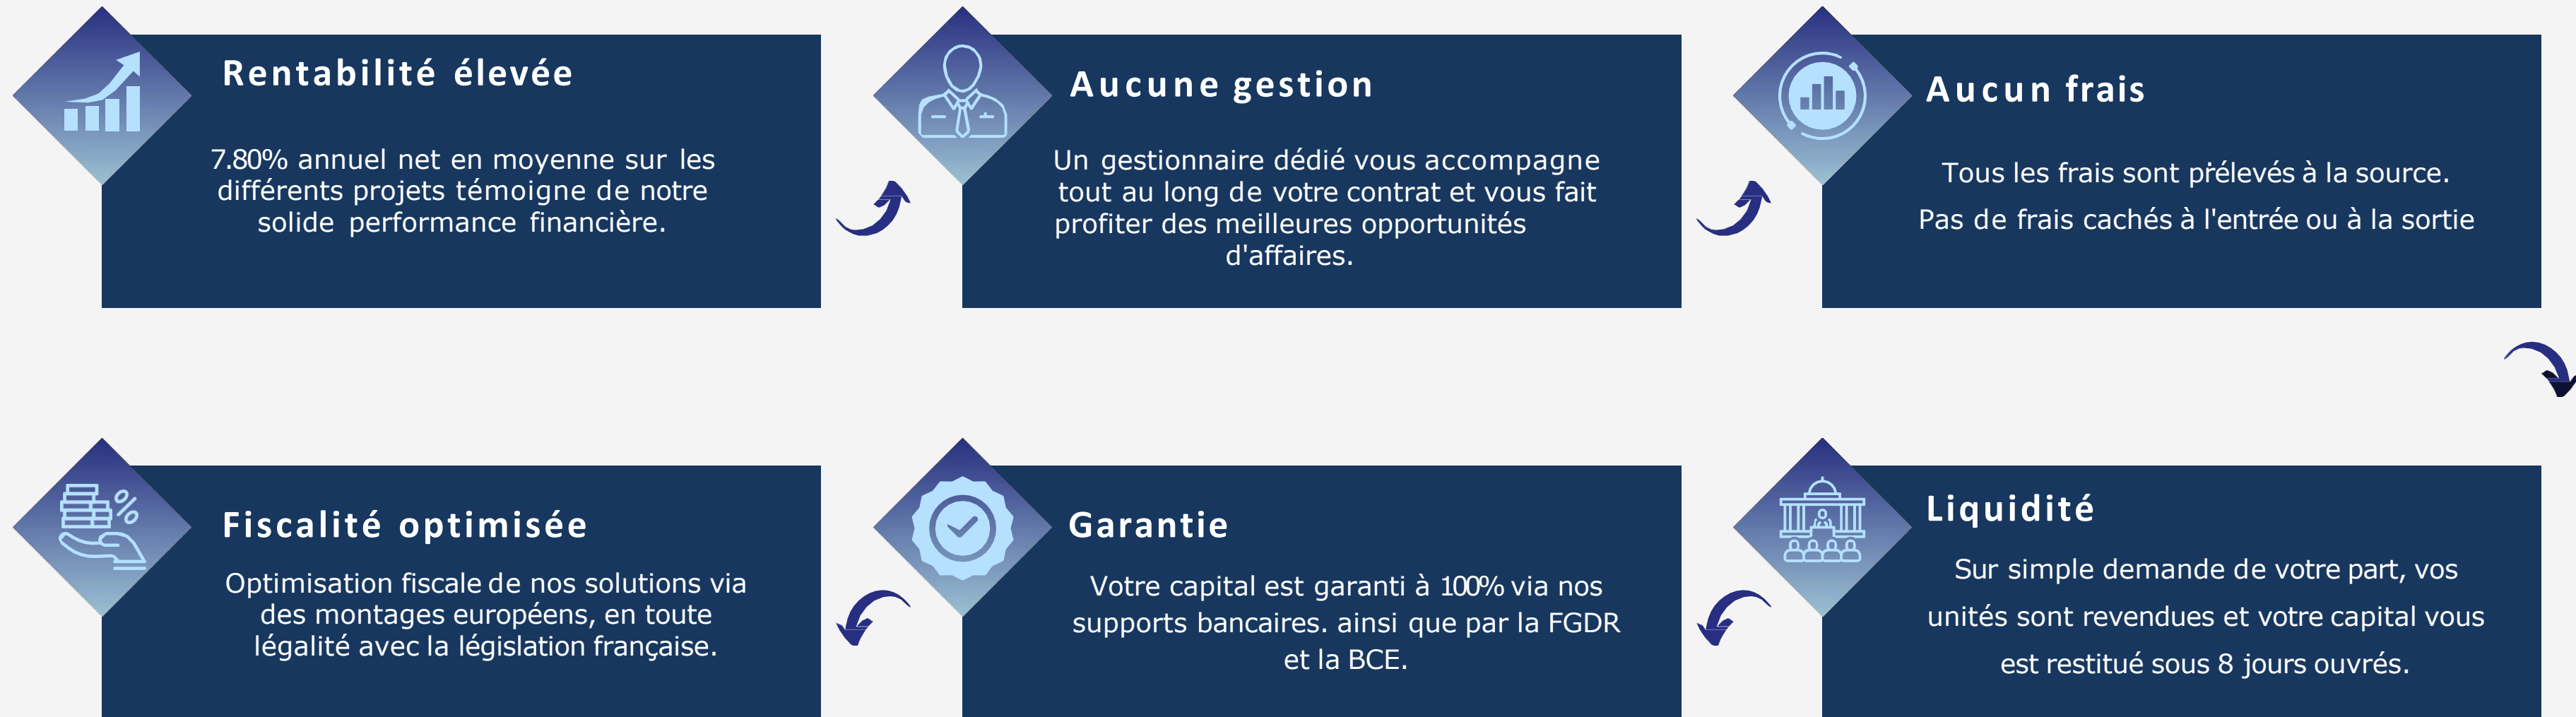 Rentabilité élevée
7.80% annuel net en moyenne sur les
différents projets témoigne de notre
solide performance financière.
Aucune gestion
Un gestionnaire dédié vous accompagne
tout au long de votre contrat et vous fait
profiter des meilleures opportunités
d'affaires.
Aucun frais
Tous les frais sont prélevés à la source.
Pas de frais cachés à l'entrée ou à la sortie
Fiscalité optimisée
Optimisation fiscale de nos solutions via
des montages européens, en toute
légalité avec la législation française.
Garantie
Votre capital est garanti à 100% via nos
supports bancaires. ainsi que par la FGDR
et la BCE.
Liquidité
Sur simple demande de votre part, vos
unités sont revendues et votre capital vous
est restitué sous 8 jours ouvrés.